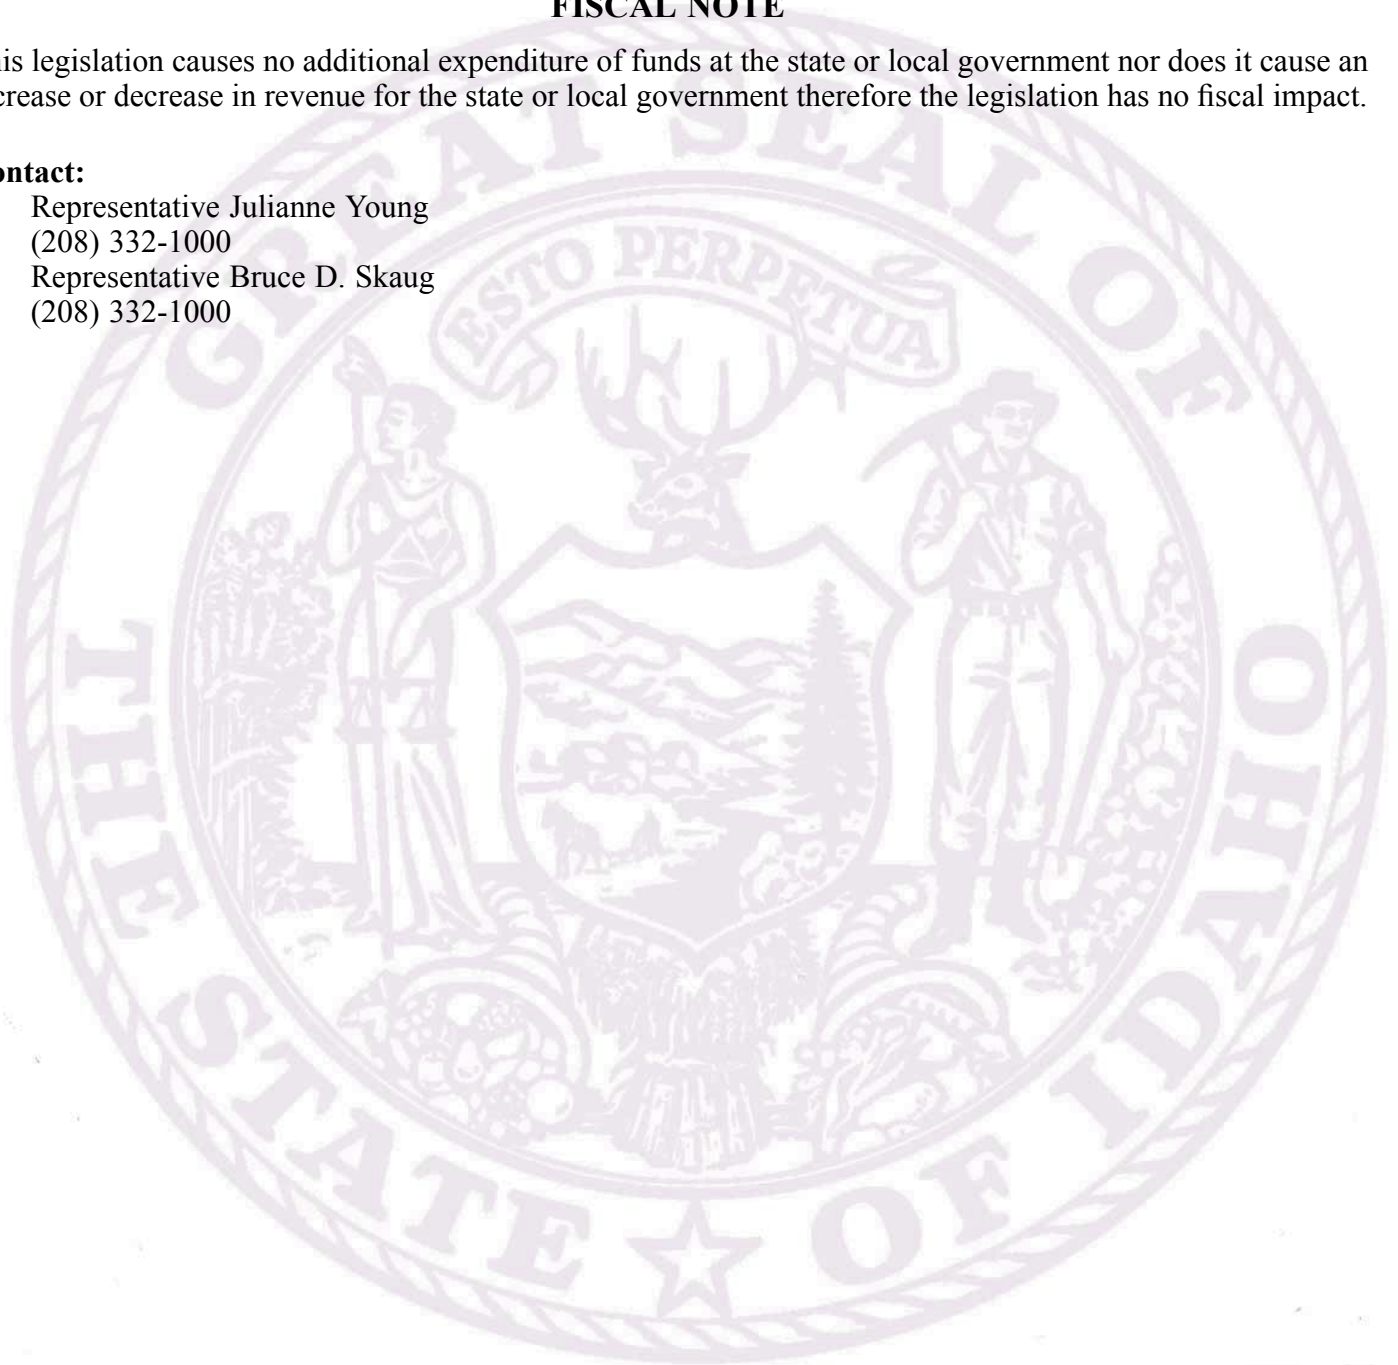 FISCAL NOTE
his legislation causes no additional expenditure of funds at the state or local government nor does it cause an
crease or decrease in revenue for the state or local government therefore the legislation has no fiscal impact.
ontact:
Representative Julianne Young
(208) 332-1000
Representative Bruce D. Skaug
(208) 332-1000
GREAT SEAL OF
THE STATE OF IDAHO
ESTO PERPETUA